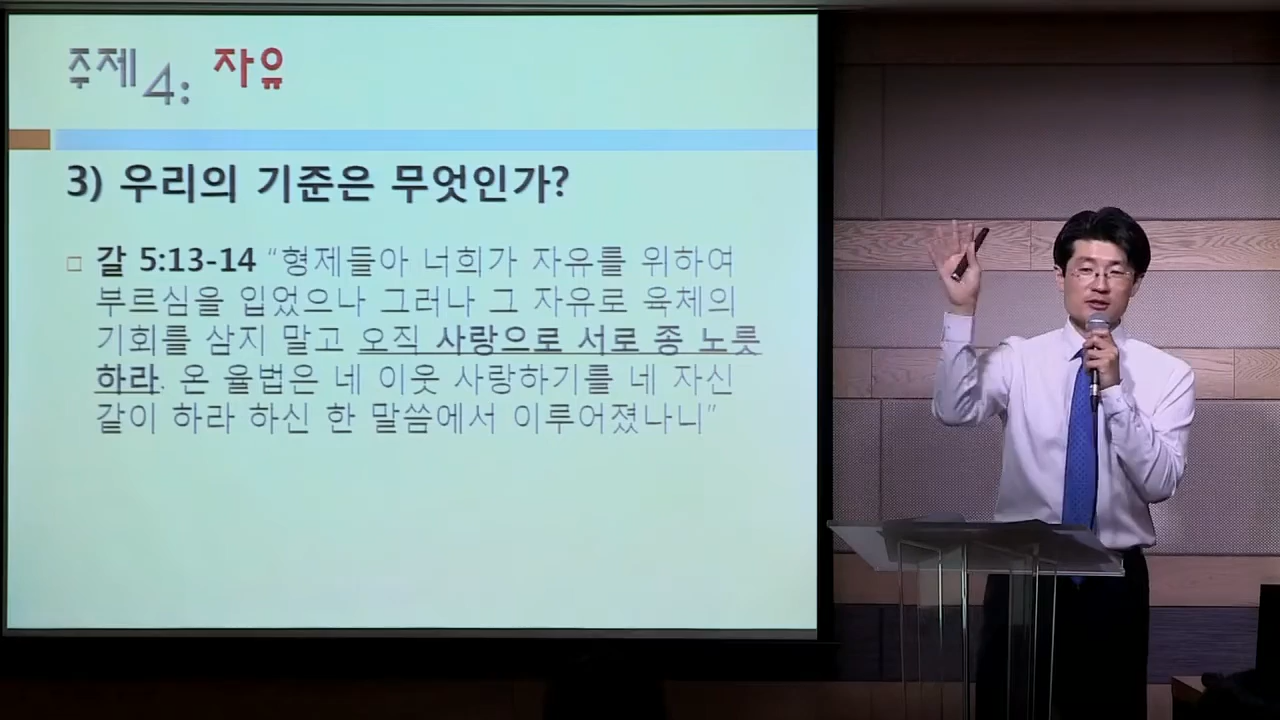 주제 4: 자유
3) 우리의 기준은 무엇인가?
□ 갈 5:13-14 “형제들아 너희가 자유를 위하여
부르심을 입었으나 그러나 그 자유로 육체의
기회를 삼지 말고 오직 사랑으로 서로 종 노릇
하라. 온 율법은 네 이웃 사랑하기를 네 자신
같이 하라 하신 한 말씀에서 이루어졌나니”